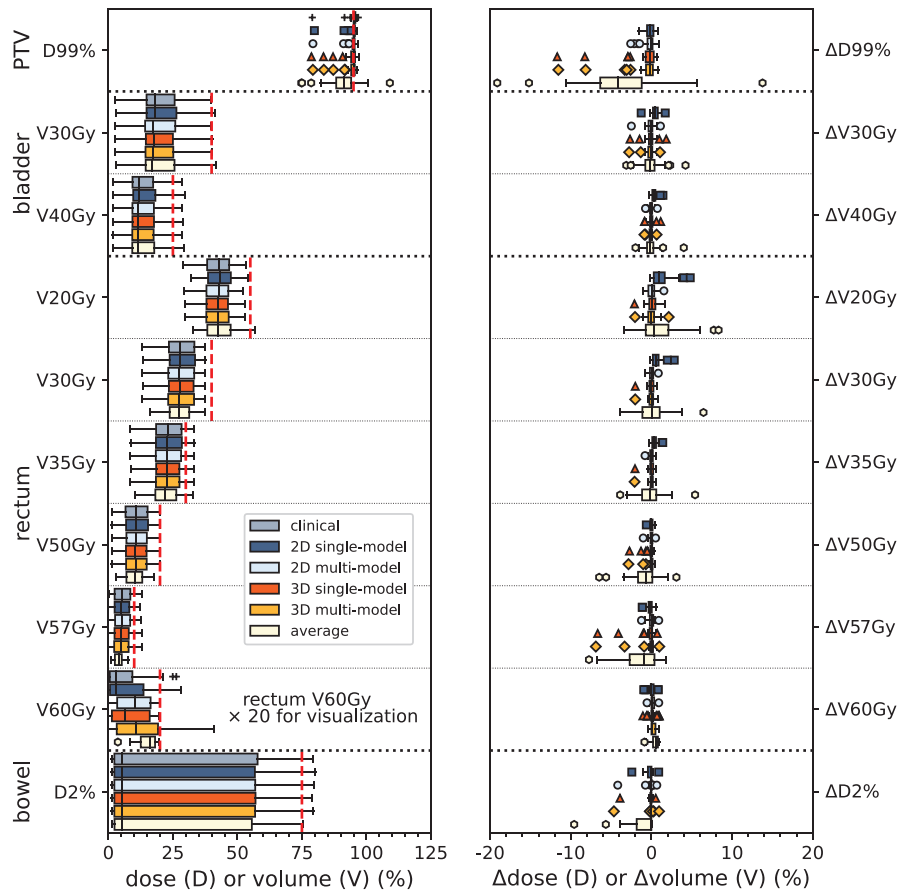 PTV
D99%
ΔD99%
bladder
V30Gy
ΔV30Gy
V40Gy
ΔV40Gy
rectum
V20Gy
ΔV20Gy
V30Gy
ΔV30Gy
V35Gy
ΔV35Gy
V50Gy
ΔV50Gy
clinical
2D single-model
2D multi-model
3D single-model
3D multi-model
average
V57Gy
ΔV57Gy
V60Gy
rectum V60Gy
× 20 for visualization
ΔV60Gy
bowel
D2%
ΔD2%
0 25 50 75 100 125
dose (D) or volume (V) (%)
-20 -10 0 10 20
Δdose (D) or Δvolume (V) (%)